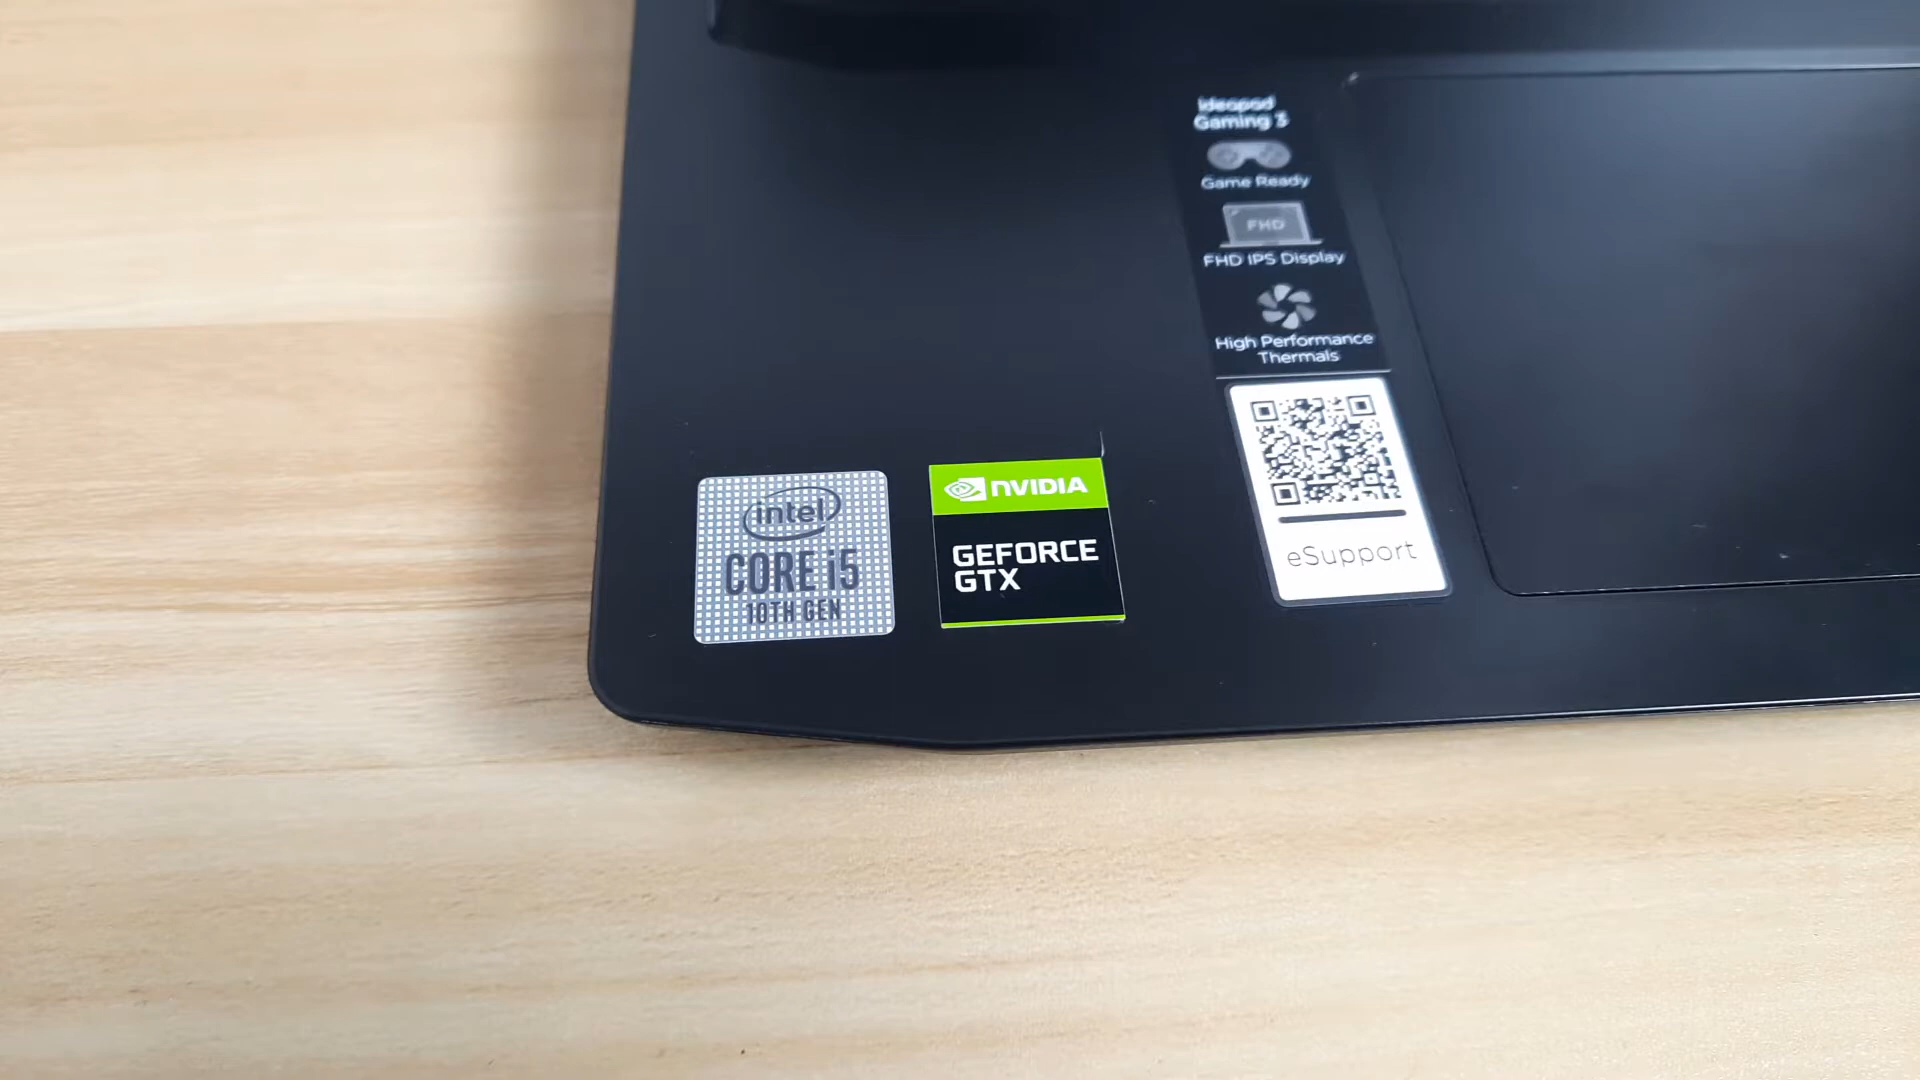 ideapad
Gaming 3
Game Ready
FHD
FHD IPS Display
High Performance
Thermals
eSupport
intel
CORE i5
10TH GEN
NVIDIA
GEFORCE
GTX